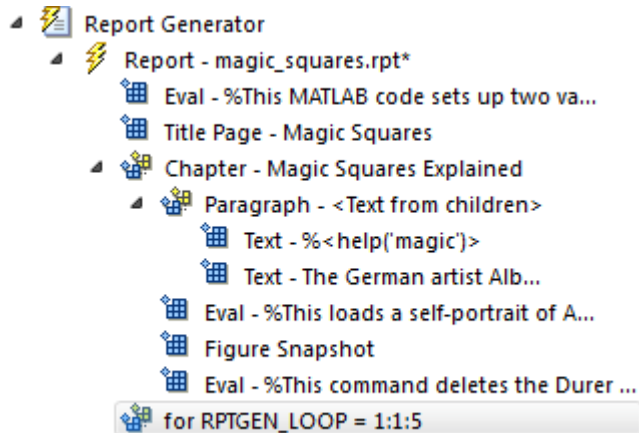 Report Generator
Report - magic_squares.rpt*
Eval - %This MATLAB code sets up two va...
Title Page - Magic Squares
Chapter - Magic Squares Explained
Paragraph - <Text from children>
Text - %<help('magic')>
Text - The German artist Alb...
Eval - %This loads a self-portrait of A...
Figure Snapshot
Eval - %This command deletes the Durer ...
for RPTGEN_LOOP = 1:1:5